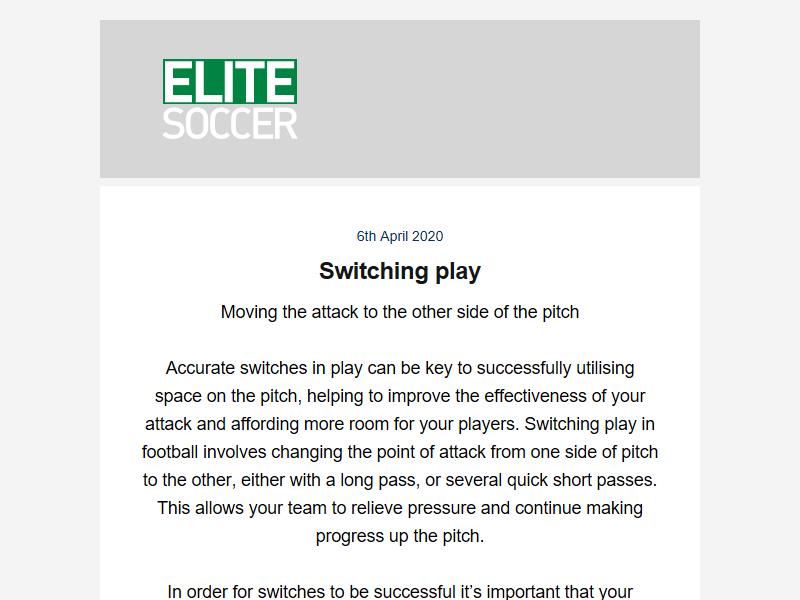 ELITE
SOCCER
6th April 2020
Switching play
Moving the attack to the other side of the pitch
Accurate switches in play can be key to successfully utilising
space on the pitch, helping to improve the effectiveness of your
attack and affording more room for your players. Switching play in
football involves changing the point of attack from one side of pitch
to the other, either with a long pass, or several quick short passes.
This allows your team to relieve pressure and continue making
progress up the pitch.
In order for switches to be successful it’s important that your